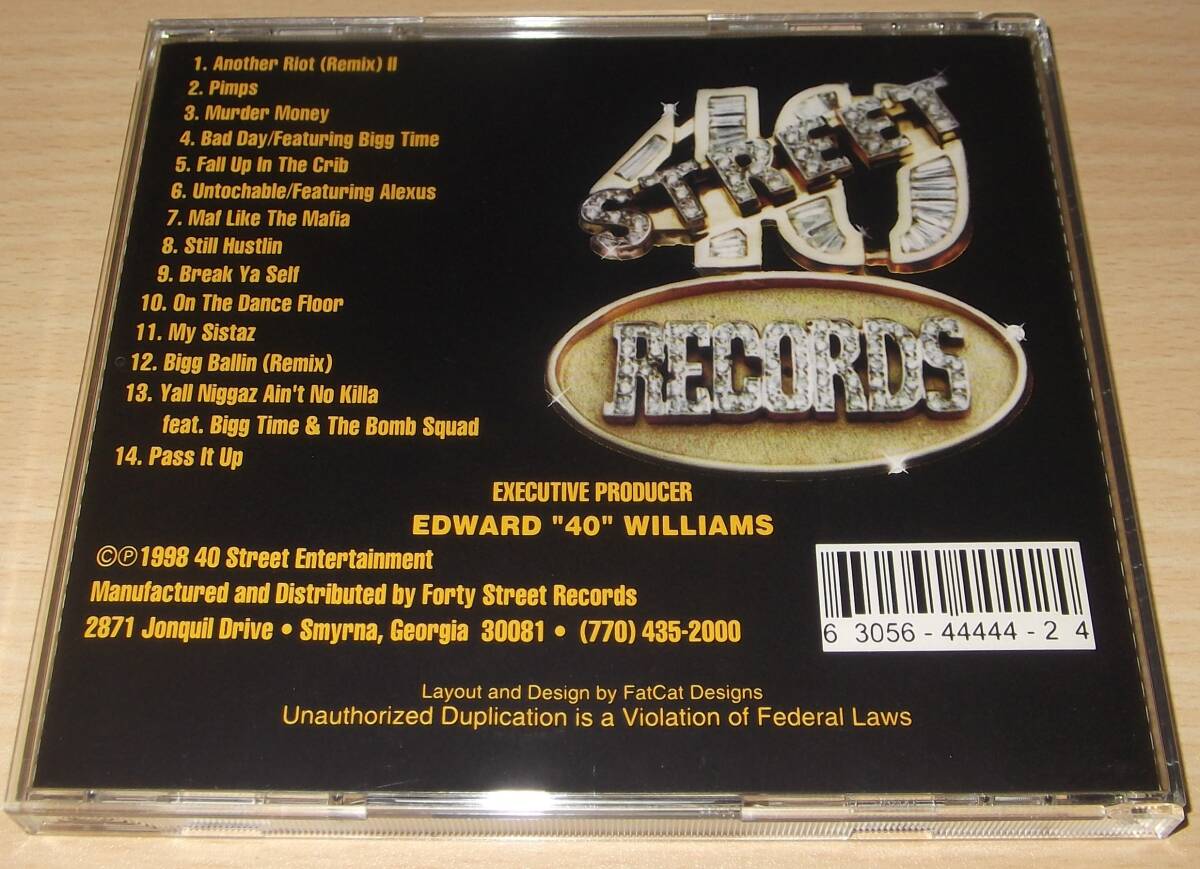 1. Another Riot (Remix) II
2. Pimps
3. Murder Money
4. Bad Day/Featuring Bigg Time
5. Fall Up In The Crib
6. Untochable/Featuring Alexus
7. Maf Like The Mafia
8. Still Hustlin
9. Break Ya Self
10. On The Dance Floor
11. My Sistaz
12. Bigg Ballin (Remix)
13. Yall Niggaz Ain't No Killa
feat. Bigg Time & The Bomb Squad
14. Pass It Up
40
STREET
RECORDS
EXECUTIVE PRODUCER
EDWARD "40" WILLIAMS
©℗1998 40 Street Entertainment
Manufactured and Distributed by Forty Street Records
2871 Jonquil Drive • Smyrna, Georgia 30081 • (770) 435-2000
6 3056-44444-2 4
Layout and Design by FatCat Designs
Unauthorized Duplication is a Violation of Federal Laws